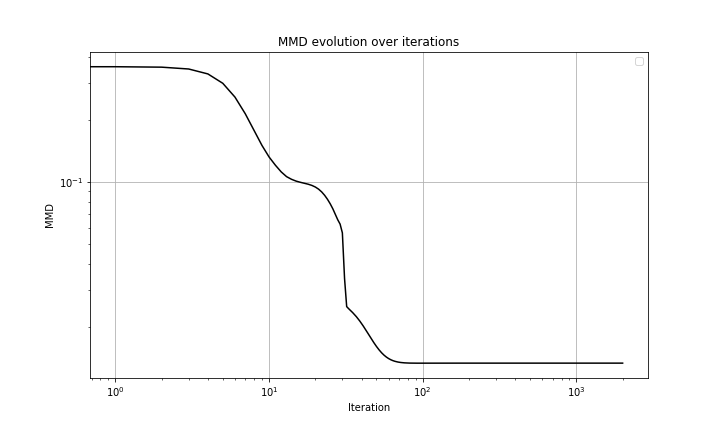 MMD evolution over iterations
MMD
10⁻¹
10⁰ 10¹ 10² 10³
Iteration